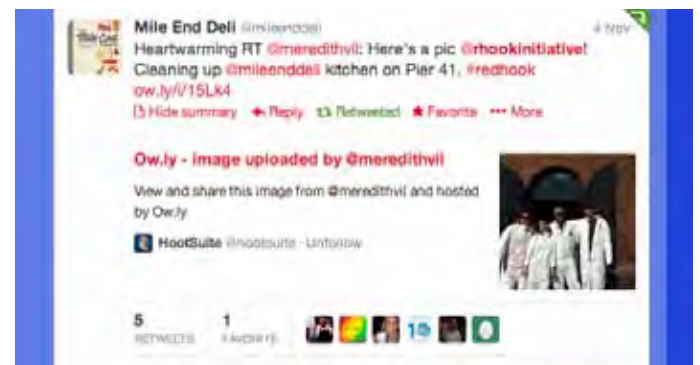 Mile End Deli @mileenddeli 4 Nov
Heartwarming RT @meredithvil: Here's a pic @rhookinitiative!
Cleaning up @mileenddeli kitchen on Pier 41, #redhook
ow.ly/V15Lk4
Hide summary Reply Retweeted Favorite More
Ow.ly - image uploaded by @meredithvil
View and share this image from @meredithvil and hosted
by Ow.ly
HootSuite @hootsuite · Unfollow
5 1
RETWEETS FAVORITE